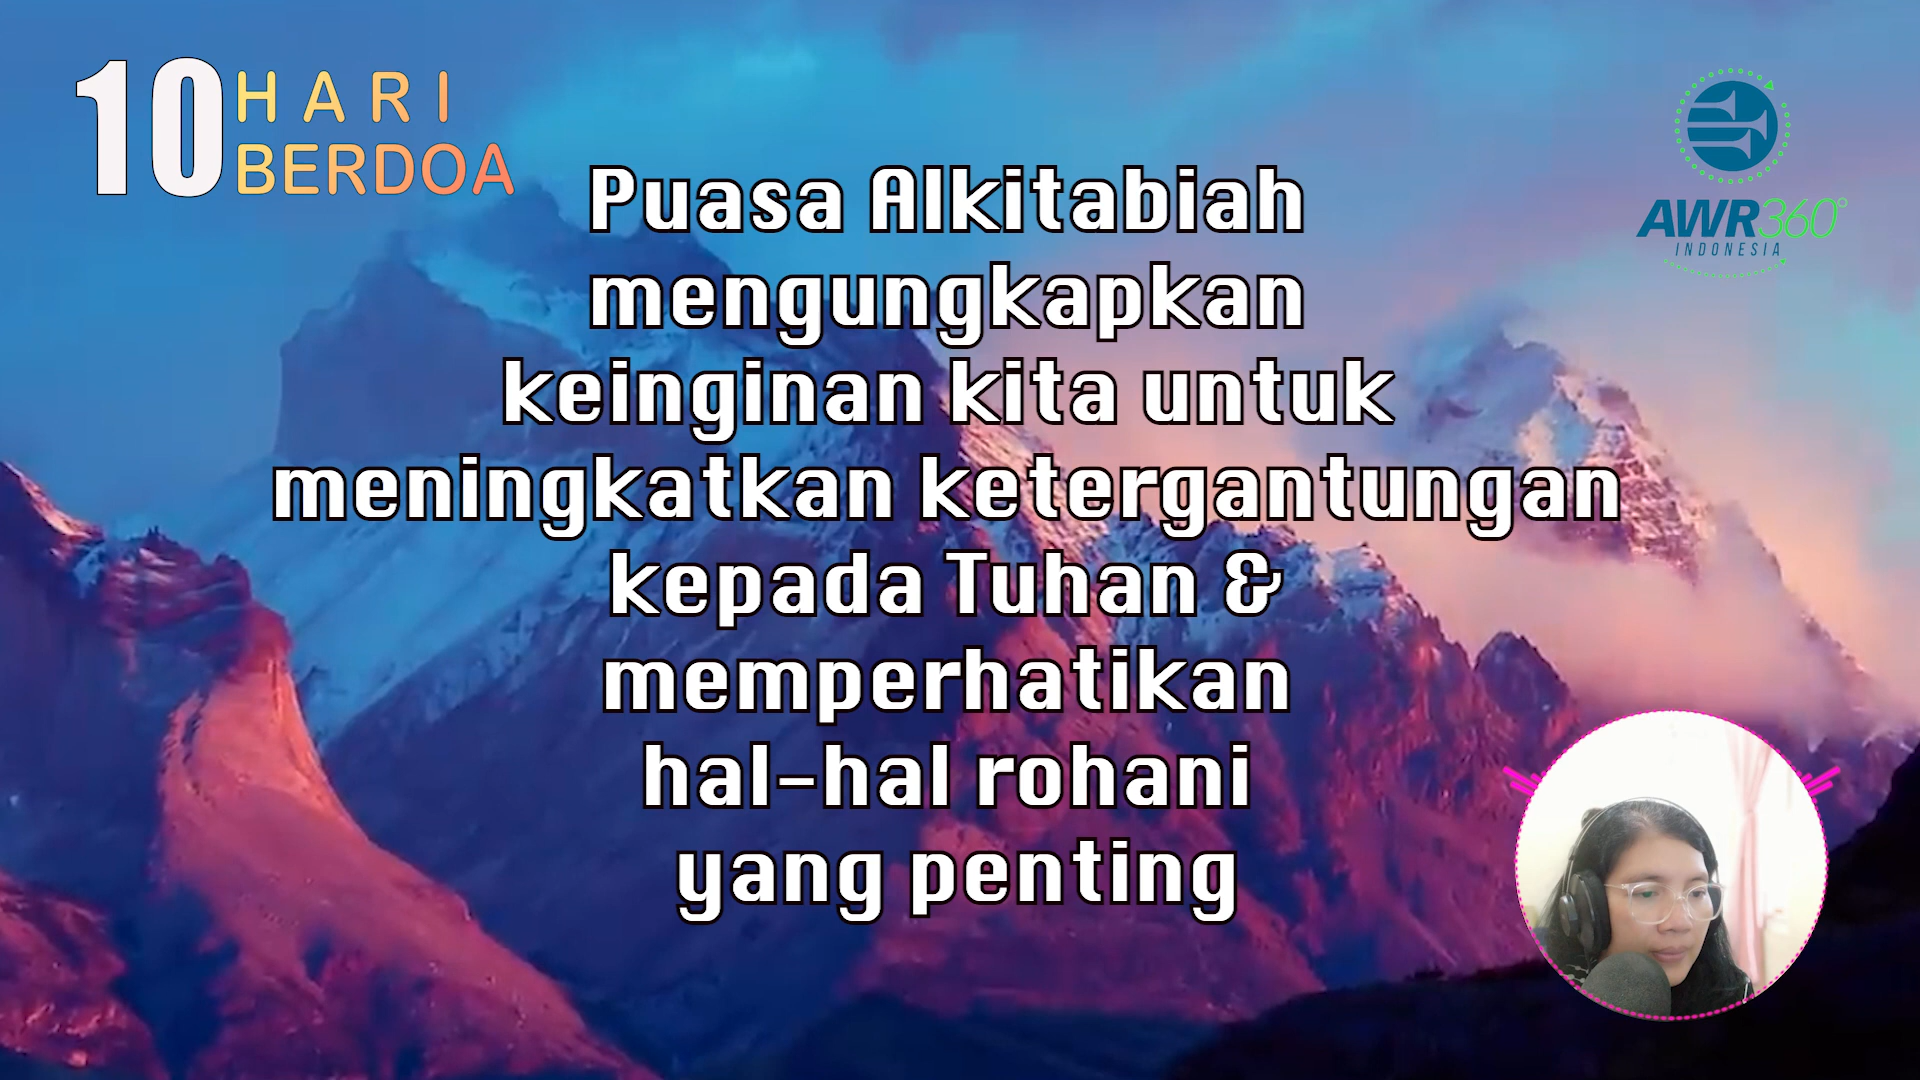 10 HARI
BERDOA
AWR360°
INDONESIA
Puasa Alkitabiah
mengungkapkan
keinginan kita untuk
meningkatkan ketergantungan
kepada Tuhan &
memperhatikan
hal-hal rohani
yang penting